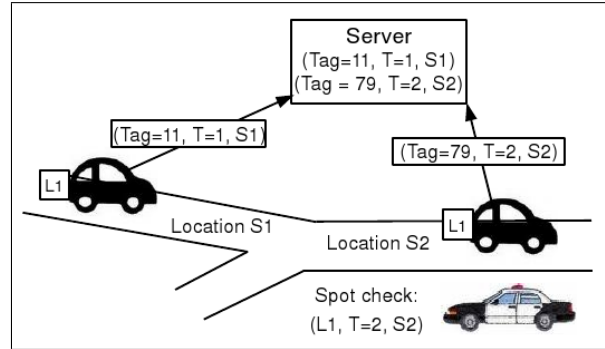 Server
(Tag=11, T=1, S1)
(Tag = 79, T=2, S2)
(Tag=11, T=1, S1)
(Tag=79, T=2, S2)
L1
L1
Location S1
Location S2
Spot check:
(L1, T=2, S2)